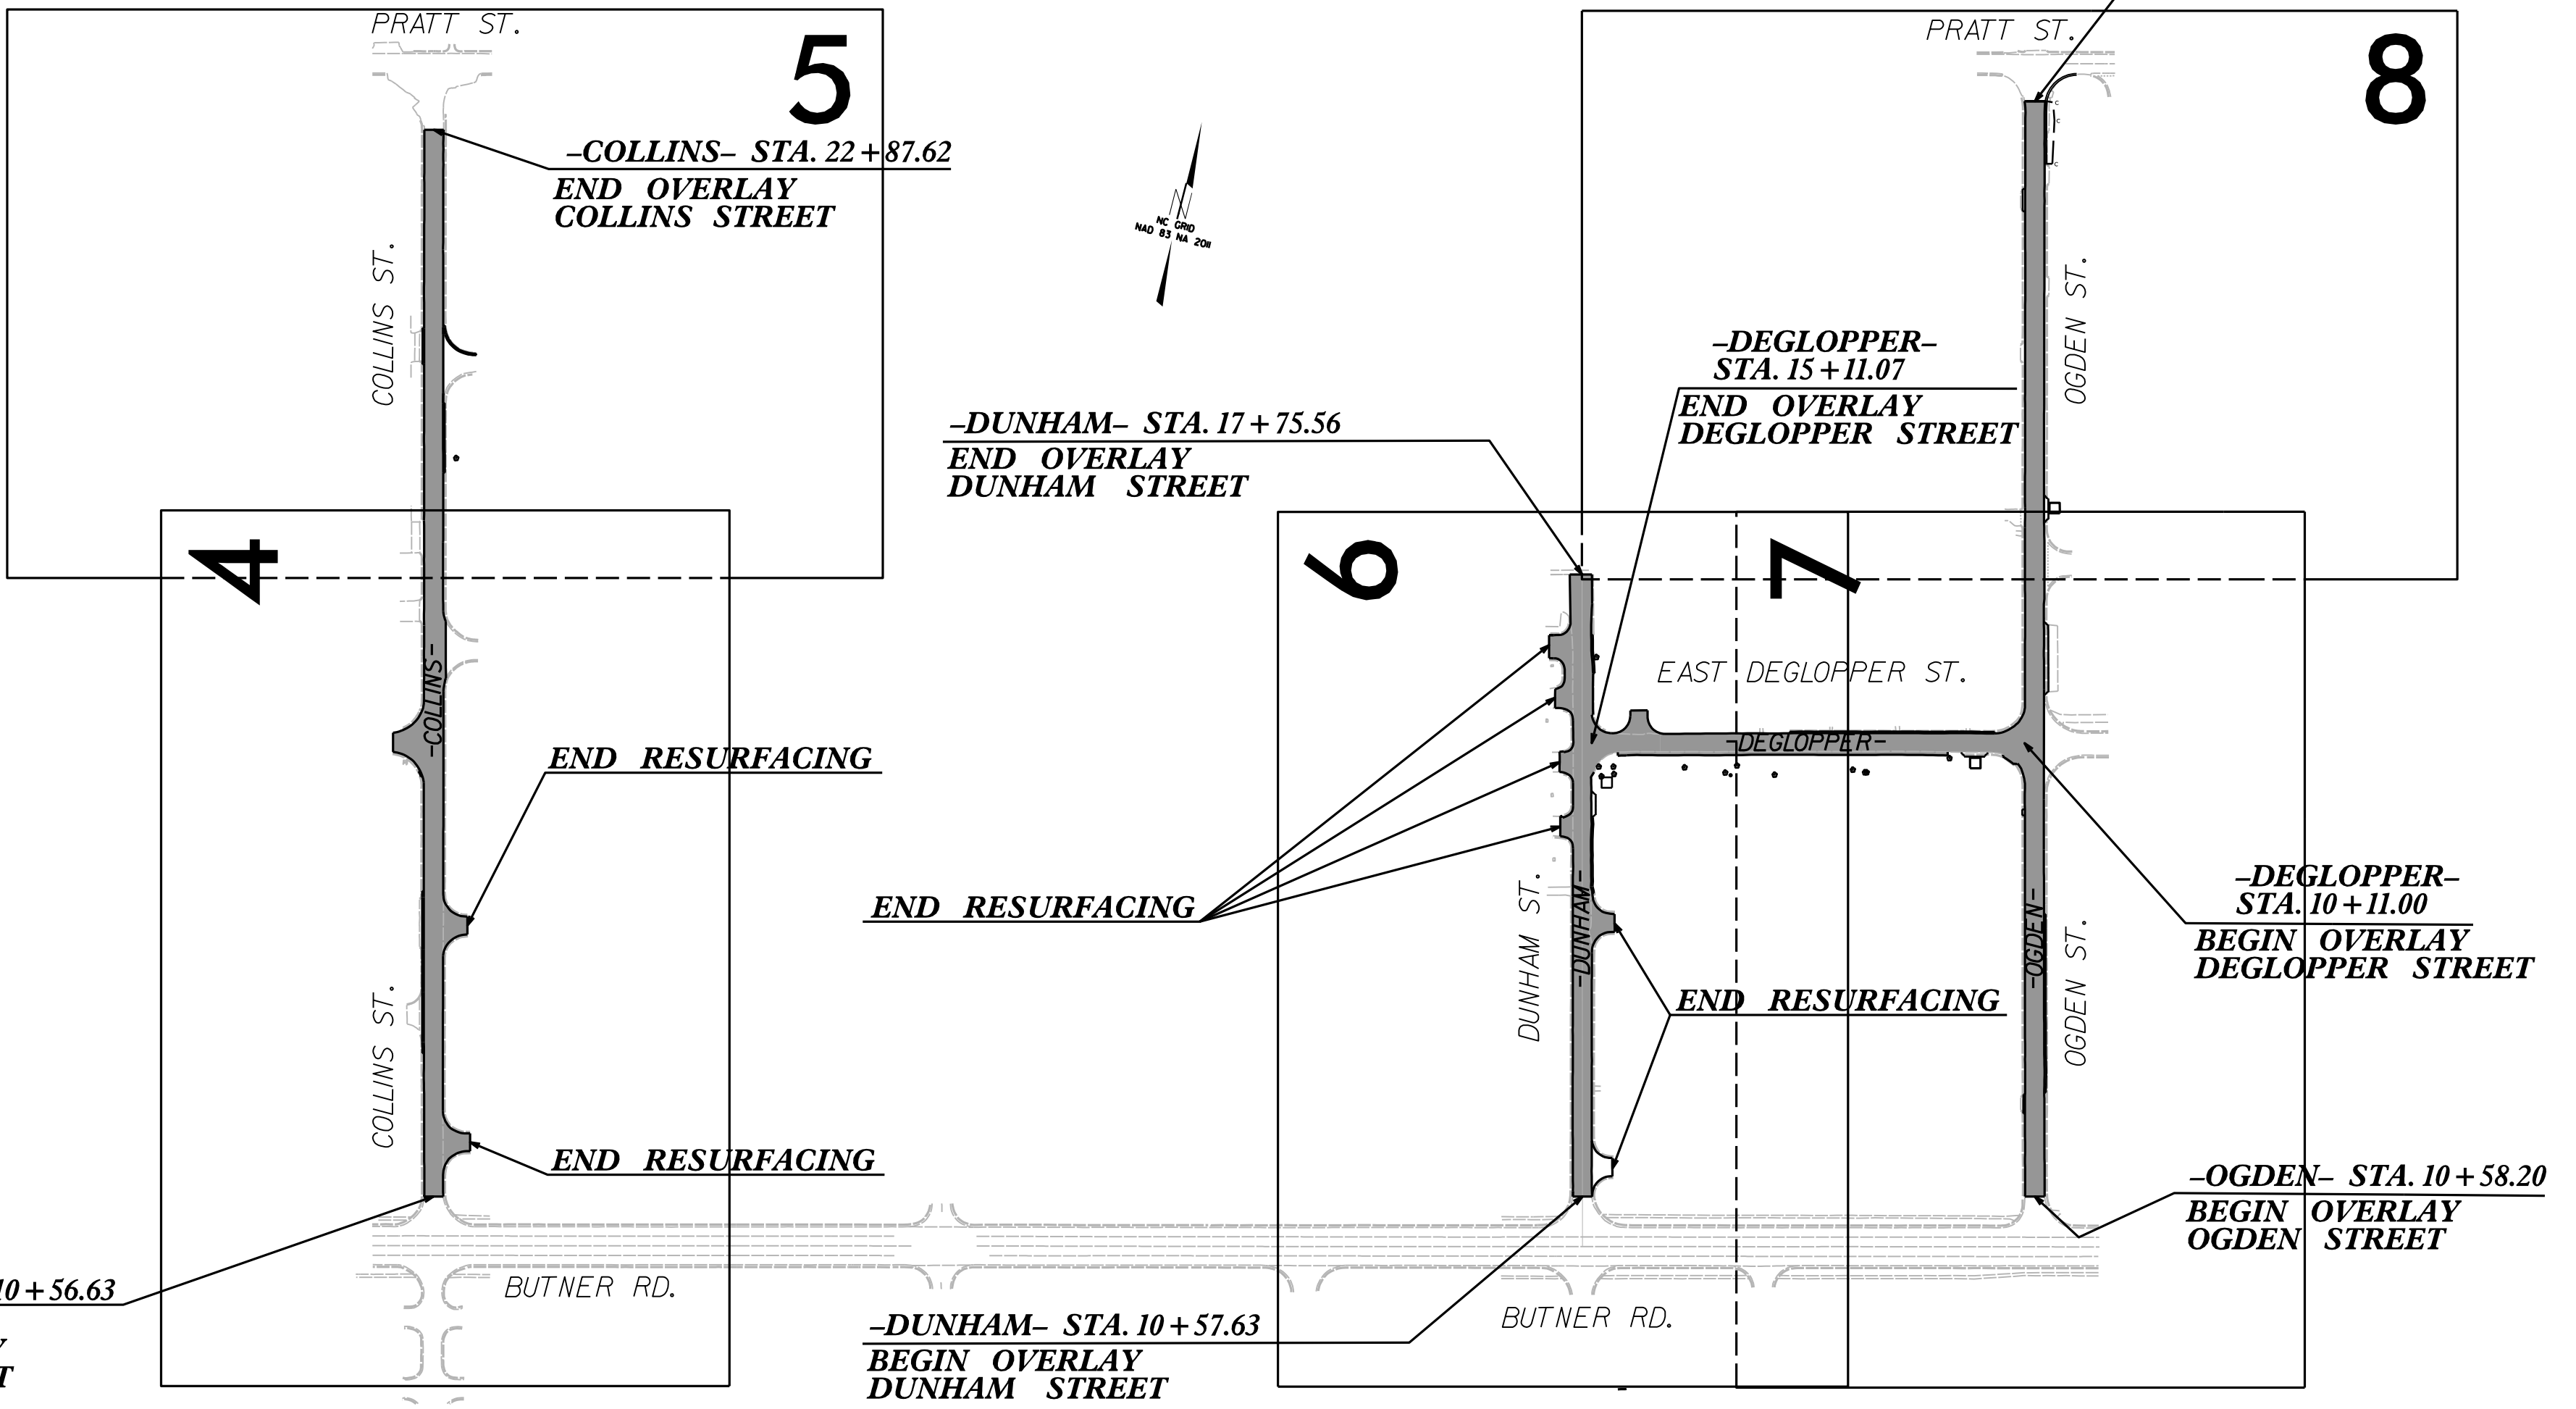 PRATT ST.
5
–COLLINS– STA. 22+87.62
END OVERLAY
COLLINS STREET
COLLINS ST.
4
–COLLINS–
END RESURFACING
COLLINS ST.
END RESURFACING
10+56.63
BUTNER RD.
NC GRID
NAD 83 NA 2011
PRATT ST.
8
OGDEN ST.
–DEGLOPPER–
STA. 15+11.07
END OVERLAY
DEGLOPPER STREET
–DUNHAM– STA. 17+75.56
END OVERLAY
DUNHAM STREET
6
7
EAST DEGLOPPER ST.
–DEGLOPPER–
END RESURFACING
DUNHAM ST.
–DUNHAM–
END RESURFACING
–OGDEN–
OGDEN ST.
–DEGLOPPER–
STA. 10+11.00
BEGIN OVERLAY
DEGLOPPER STREET
–OGDEN– STA. 10+58.20
BEGIN OVERLAY
OGDEN STREET
–DUNHAM– STA. 10+57.63
BEGIN OVERLAY
DUNHAM STREET
BUTNER RD.